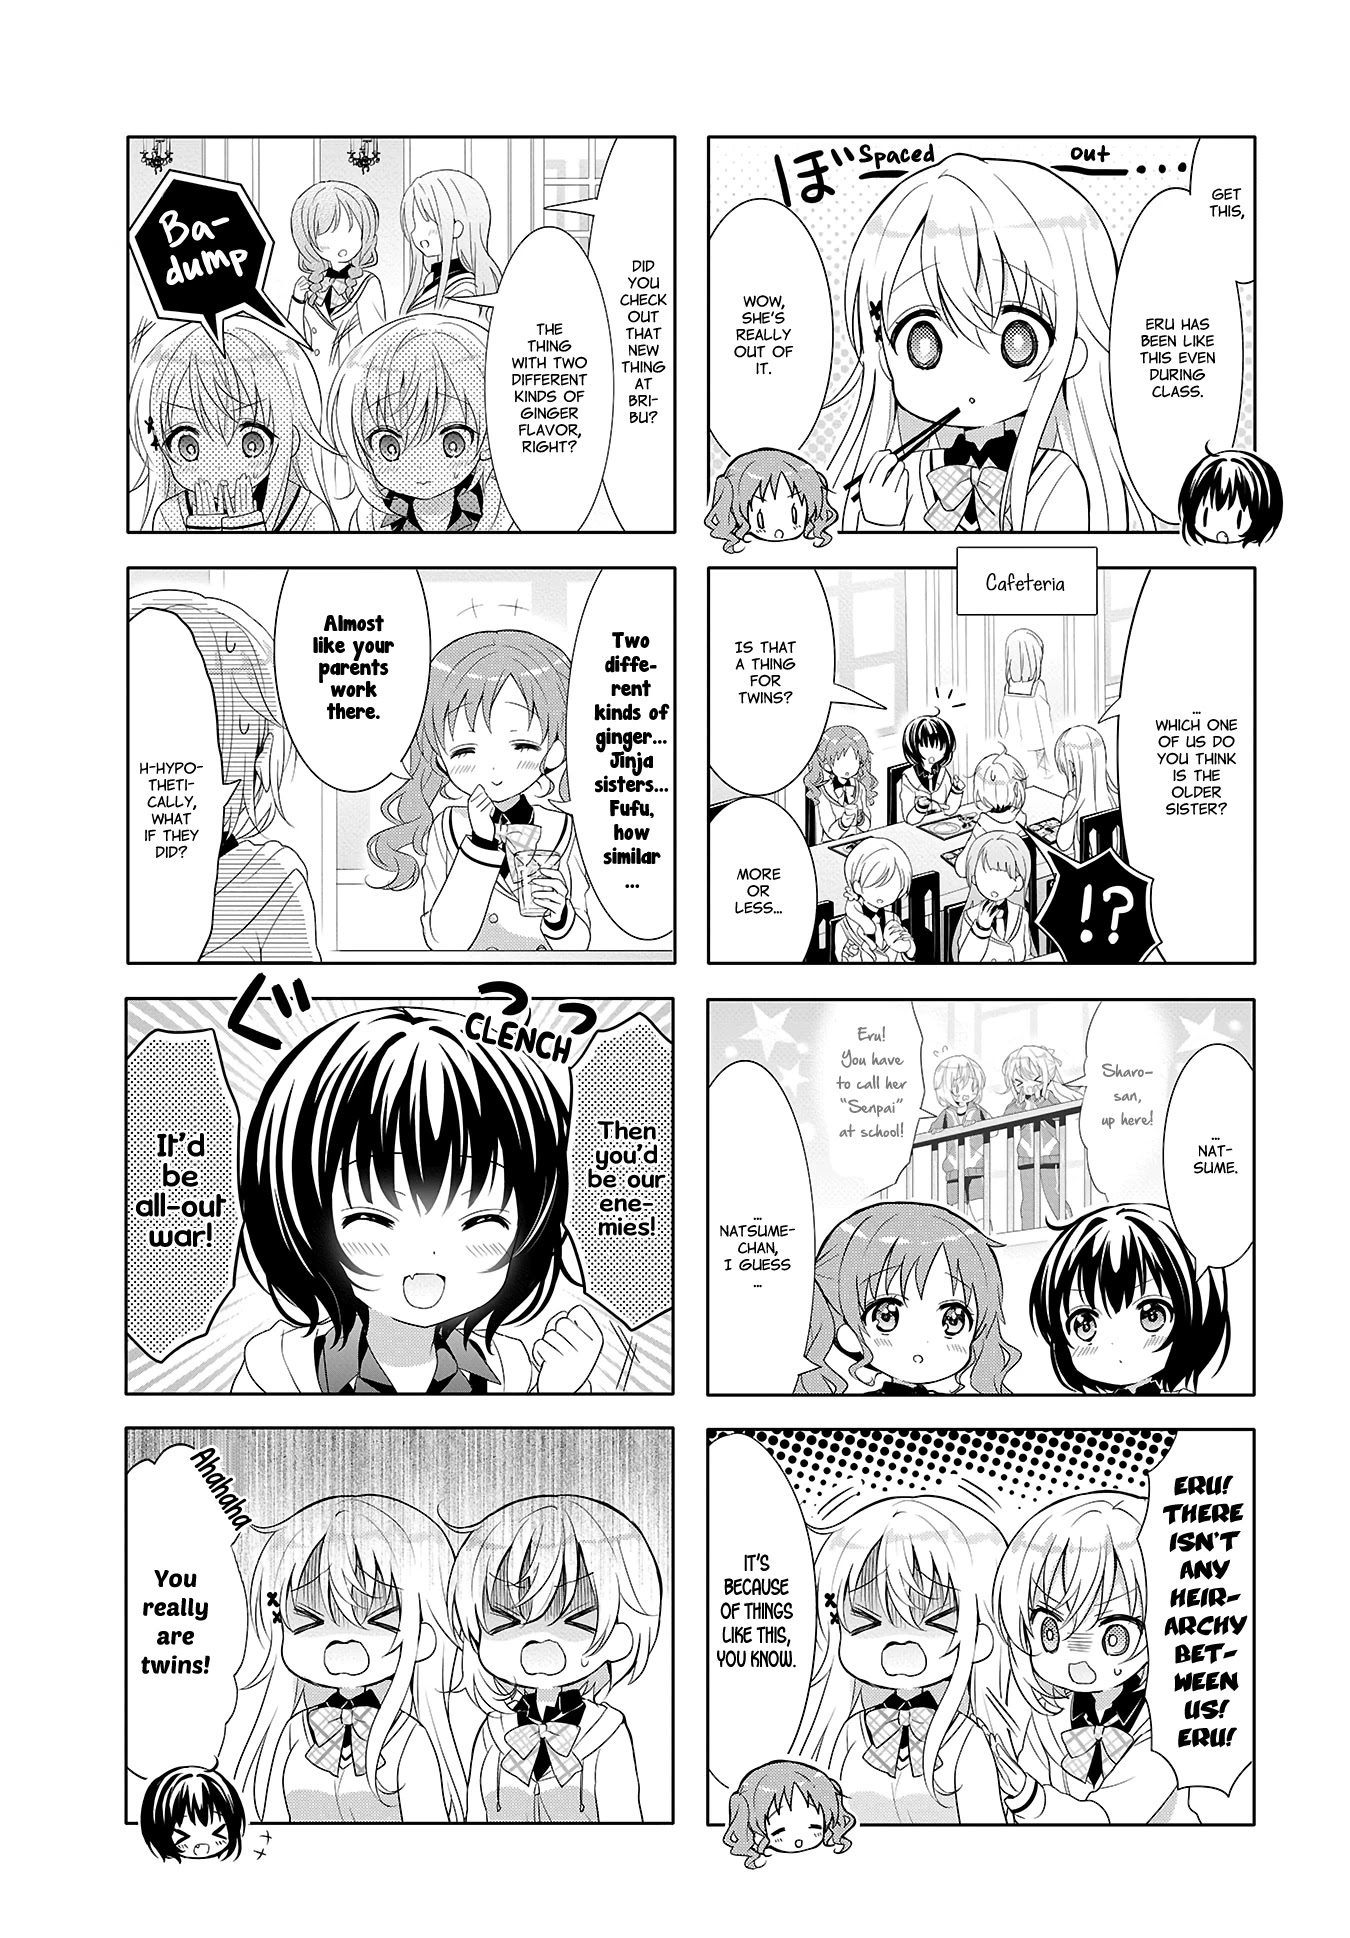 ぼ
Spaced out
GET
THIS,
ERU HAS
BEEN LIKE
THIS EVEN
DURING
CLASS.
WOW,
SHE'S
REALLY
OUT OF
IT.
Cafeteria
...
WHICH ONE
OF US DO
YOU THINK
IS THE
OLDER
SISTER?
!?
IS THAT
A THING
FOR
TWINS?
MORE
OR
LESS...
...
NAT-
SUME.
Sharo-
san,
up here!
Eru!
You have
to call her
"Senpai"
at school!
...
NATSUME-
CHAN,
I GUESS
...
ERU!
THERE
ISN'T
ANY
HEIR-
ARCHY
BET-
WEEN
US!
ERU!
IT'S
BECAUSE
OF THINGS
LIKE THIS,
YOU KNOW.
DID
YOU
CHECK
OUT
THAT
NEW
THING
AT
BRI-
BU?
THE
THING
WITH TWO
DIFFERENT
KINDS OF
GINGER
FLAVOR,
RIGHT?
Ba-
dump
Two
diffe-
rent
kinds of
ginger...
Jinja
sisters...
Fufu,
how
similar
...
Almost
like your
parents
work
there.
H-HYPO-
THETI-
CALLY,
WHAT
IF THEY
DID?
ぐっっ
CLENCH
Then
you'd
be our
ene-
mies!
It'd
be
all-out
war!
Ahahaha
You
really
are
twins!